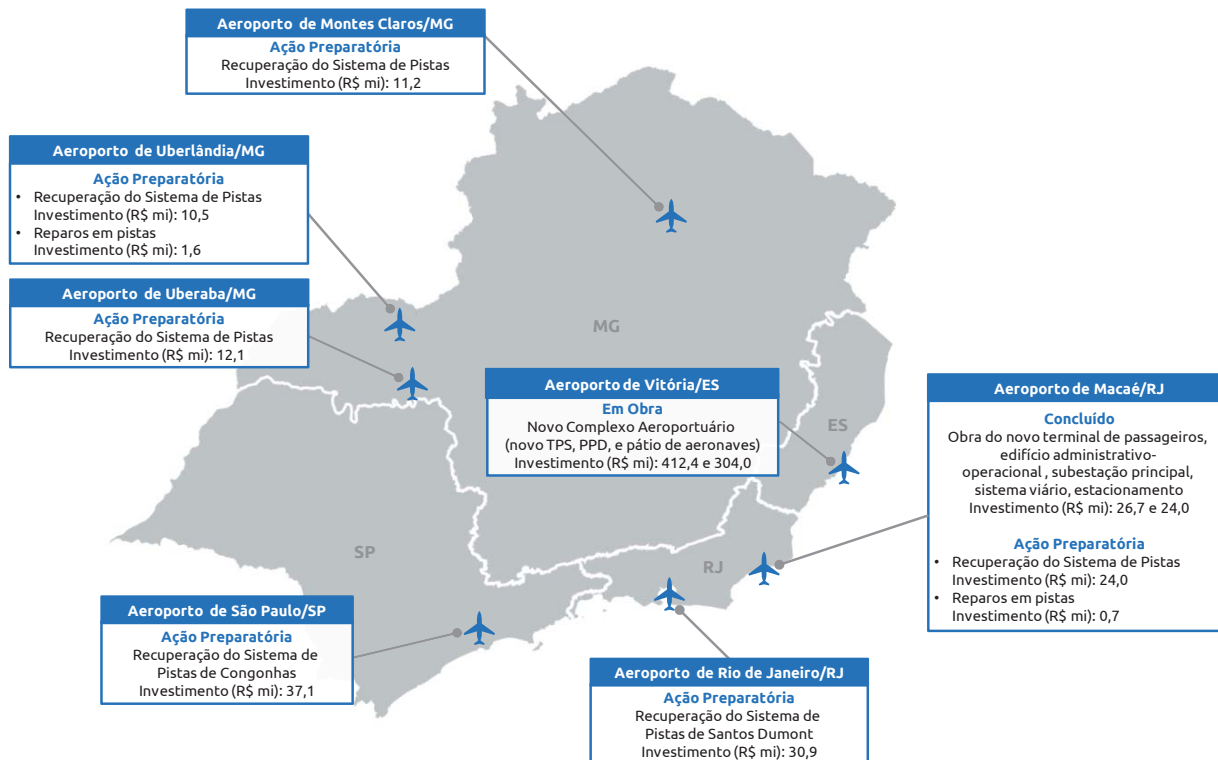 Aeroporto de Montes Claros/MG
Ação Preparatória
Recuperação do Sistema de Pistas
Investimento (R$ mi): 11,2
Aeroporto de Uberlândia/MG
Ação Preparatória
• Recuperação do Sistema de Pistas
Investimento (R$ mi): 10,5
• Reparos em pistas
Investimento (R$ mi): 1,6
Aeroporto de Uberaba/MG
Ação Preparatória
Recuperação do Sistema de Pistas
Investimento (R$ mi): 12,1
MG
Aeroporto de Vitória/ES
Em Obra
Novo Complexo Aeroportuário
(novo TPS, PPD, e pátio de aeronaves)
Investimento (R$ mi): 412,4 e 304,0
ES
Aeroporto de Macaé/RJ
Concluído
Obra do novo terminal de passageiros,
edifício administrativo-
operacional , subestação principal,
sistema viário, estacionamento
Investimento (R$ mi): 26,7 e 24,0
Ação Preparatória
• Recuperação do Sistema de Pistas
Investimento (R$ mi): 24,0
• Reparos em pistas
Investimento (R$ mi): 0,7
SP
RJ
Aeroporto de São Paulo/SP
Ação Preparatória
Recuperação do Sistema de
Pistas de Congonhas
Investimento (R$ mi): 37,1
Aeroporto de Rio de Janeiro/RJ
Ação Preparatória
Recuperação do Sistema de
Pistas de Santos Dumont
Investimento (R$ mi): 30,9